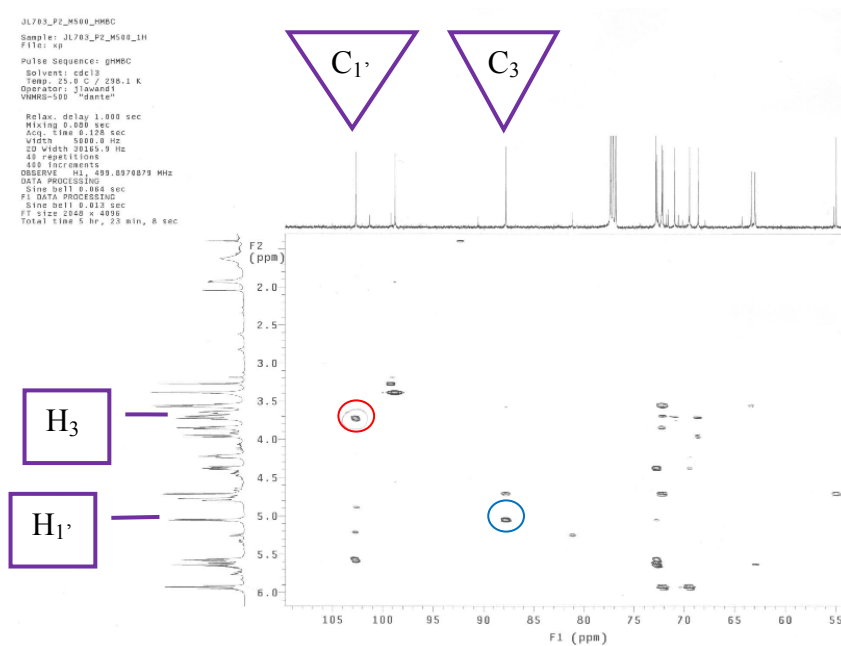 JL703_P2_M500_HMBC
Sample: JL703_P2_M500_1H
File: xp
Pulse Sequence: gHMBC
Solvent: cdcl3
Temp. 25.0 C / 298.1 K
Operator: jlawandi
VNMRS-500 "dante"
Relax. delay 1.000 sec
Mixing 0.080 sec
Acq. time 0.128 sec
Width 5000.0 Hz
2D Width 30165.9 Hz
40 repetitions
400 increments
OBSERVE H1, 499.8970879 MHz
DATA PROCESSING
Sine bell 0.064 sec
F1 DATA PROCESSING
Sine bell 0.013 sec
FT size 2048 x 4096
Total time 5 hr, 23 min, 8 sec
C1'
C3
F2
(ppm)
2.0
2.5
3.0
3.5
4.0
4.5
5.0
5.5
6.0
H3
H1'
105 100 95 90 85 80 75 70 65 60 55
F1 (ppm)